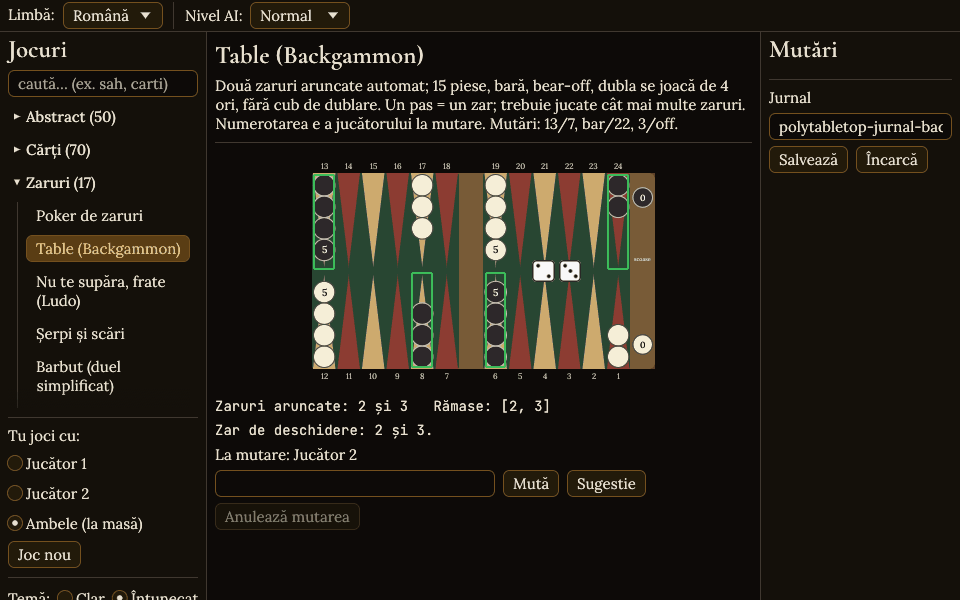 Limbă: Română Nivel AI: Normal
Jocuri
caută... (ex. sah, carti)
Abstract (50)
Cărți (70)
Zaruri (17)
Poker de zaruri
Table (Backgammon)
Nu te supăra, frate
(Ludo)
Șerpi și scări
Barbut (duel
simplificat)
Tu joci cu:
Jucător 1
Jucător 2
Ambele (la masă)
Joc nou
Temă: Clar Întunecat
Table (Backgammon)
Două zaruri aruncate automat; 15 piese, bară, bear-off, dubla se joacă de 4
ori, fără cub de dublare. Un pas = un zar; trebuie jucate cât mai multe zaruri.
Numerotarea e a jucătorului la mutare. Mutări: 13/7, bar/22, 3/off.
13 14 15 16 17 18 19 20 21 22 23 24
0
5 5
scoase
5 5
0
12 11 10 9 8 7 6 5 4 3 2 1
Zaruri aruncate: 2 și 3 Rămase: [2, 3]
Zar de deschidere: 2 și 3.
La mutare: Jucător 2
Mută Sugestie
Anulează mutarea
Mutări
Jurnal
polytabletop-jurnal-bac
Salvează Încarcă